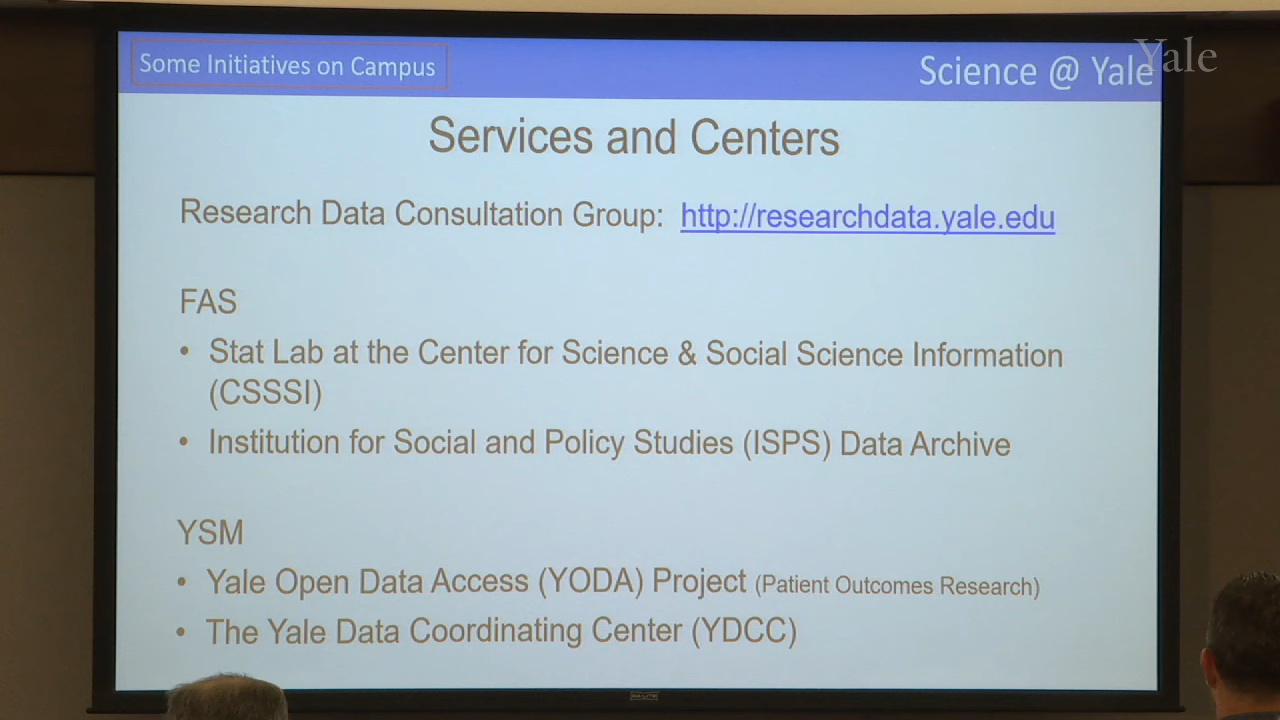 Some Initiatives on Campus
Science @ Yale
Yale
Services and Centers
Research Data Consultation Group: http://researchdata.yale.edu
FAS
• Stat Lab at the Center for Science & Social Science Information
(CSSSI)
• Institution for Social and Policy Studies (ISPS) Data Archive
YSM
• Yale Open Data Access (YODA) Project (Patient Outcomes Research)
• The Yale Data Coordinating Center (YDCC)
DA-LITE